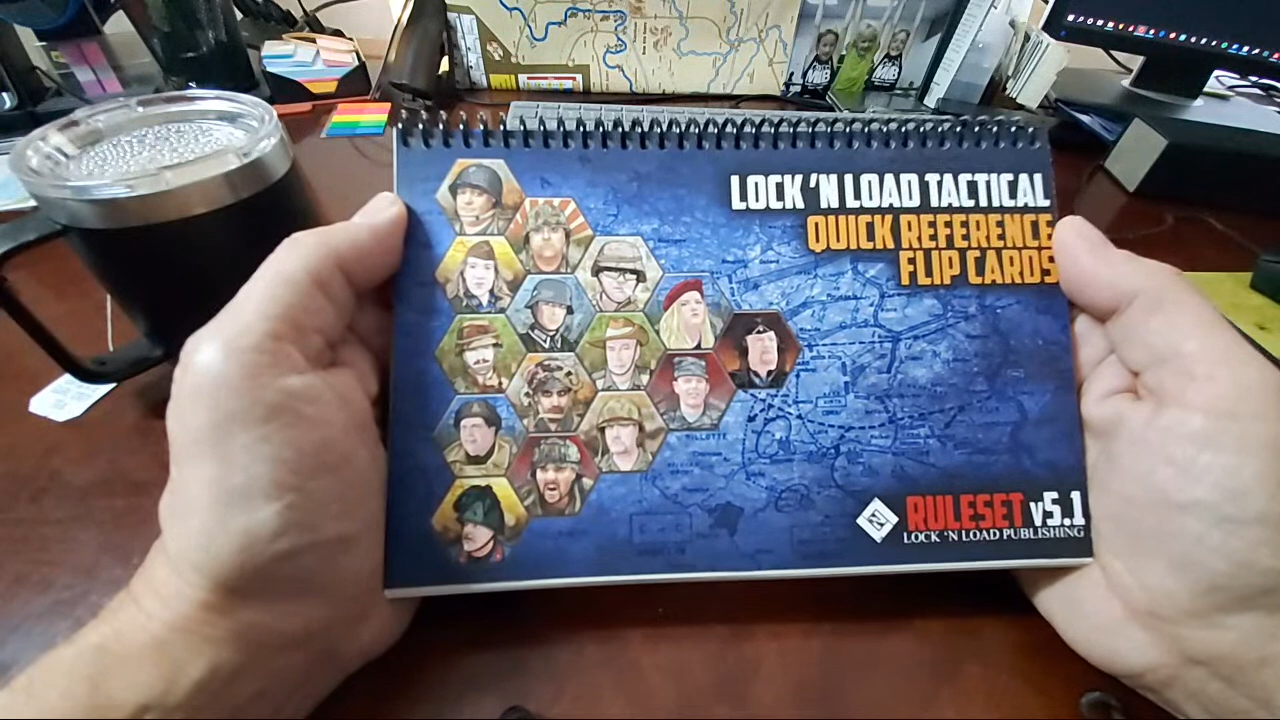 LOCK 'N LOAD TACTICAL
QUICK REFERENCE
FLIP CARDS
N
RULESET v5.1
LOCK 'N LOAD PUBLISHING